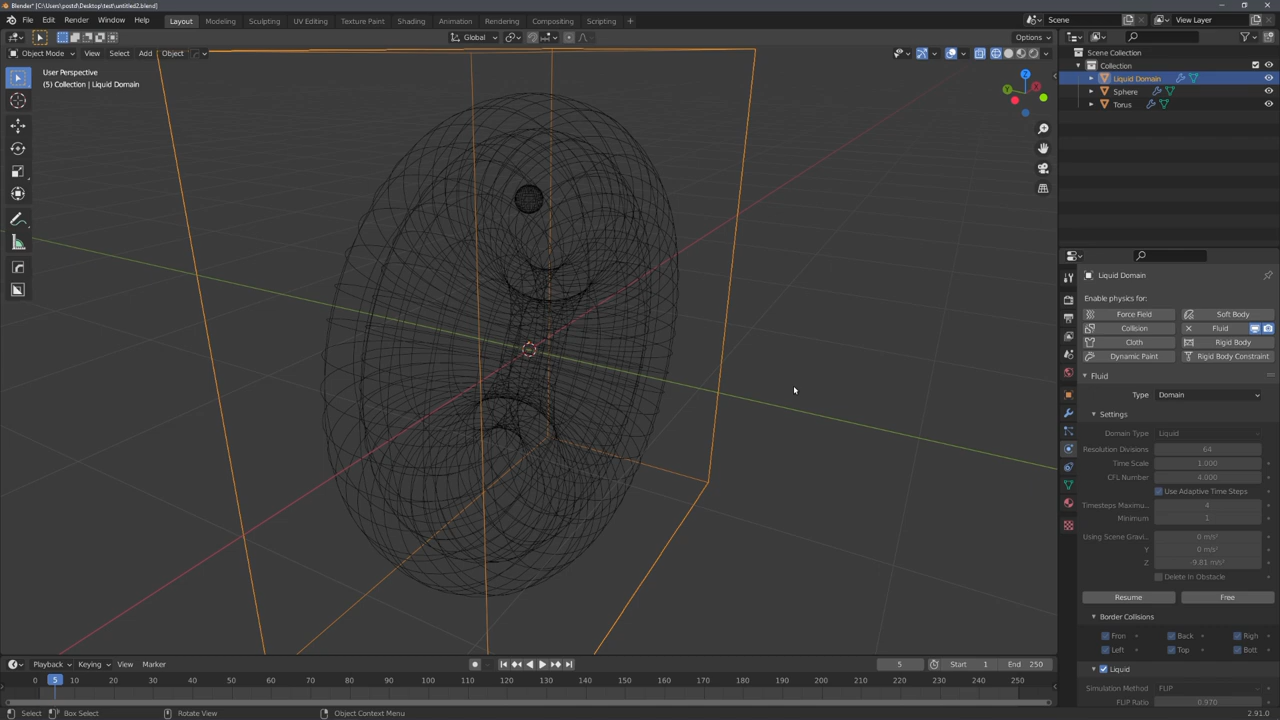 Blender* [C:\Users\postd\Desktop\test\untitled2.blend]
File Edit Render Window Help Layout Modeling Sculpting UV Editing Texture Paint Shading Animation Rendering Compositing Scripting + Scene View Layer
Global Options
Object Mode View Select Add Object
User Perspective
(5) Collection | Liquid Domain
Scene Collection
Collection
Liquid Domain
Sphere
Torus
Liquid Domain
Enable physics for:
Force Field Soft Body
Collision Fluid
Cloth Rigid Body
Dynamic Paint Rigid Body Constraint
Fluid
Type Domain
Settings
Domain Type Liquid
Resolution Divisions 64
Time Scale 1.000
CFL Number 4.000
Use Adaptive Time Steps
Timesteps Maximu... 4
Minimum 1
Using Scene Gravi... 0 m/s²
Y 0 m/s²
Z -9.81 m/s²
Delete In Obstacle
Resume Free
Border Collisions
Fron Back Righ
Left Top Bott
Liquid
Simulation Method FLIP
FLIP Ratio 0.970
Playback Keying View Marker 5 Start 1 End 250
0 5 10 20 30 40 50 60 70 80 90 100 110 120 130 140 150 160 170 180 190 200 210 220 230 240 250
Select Box Select Rotate View Object Context Menu 2.91.0